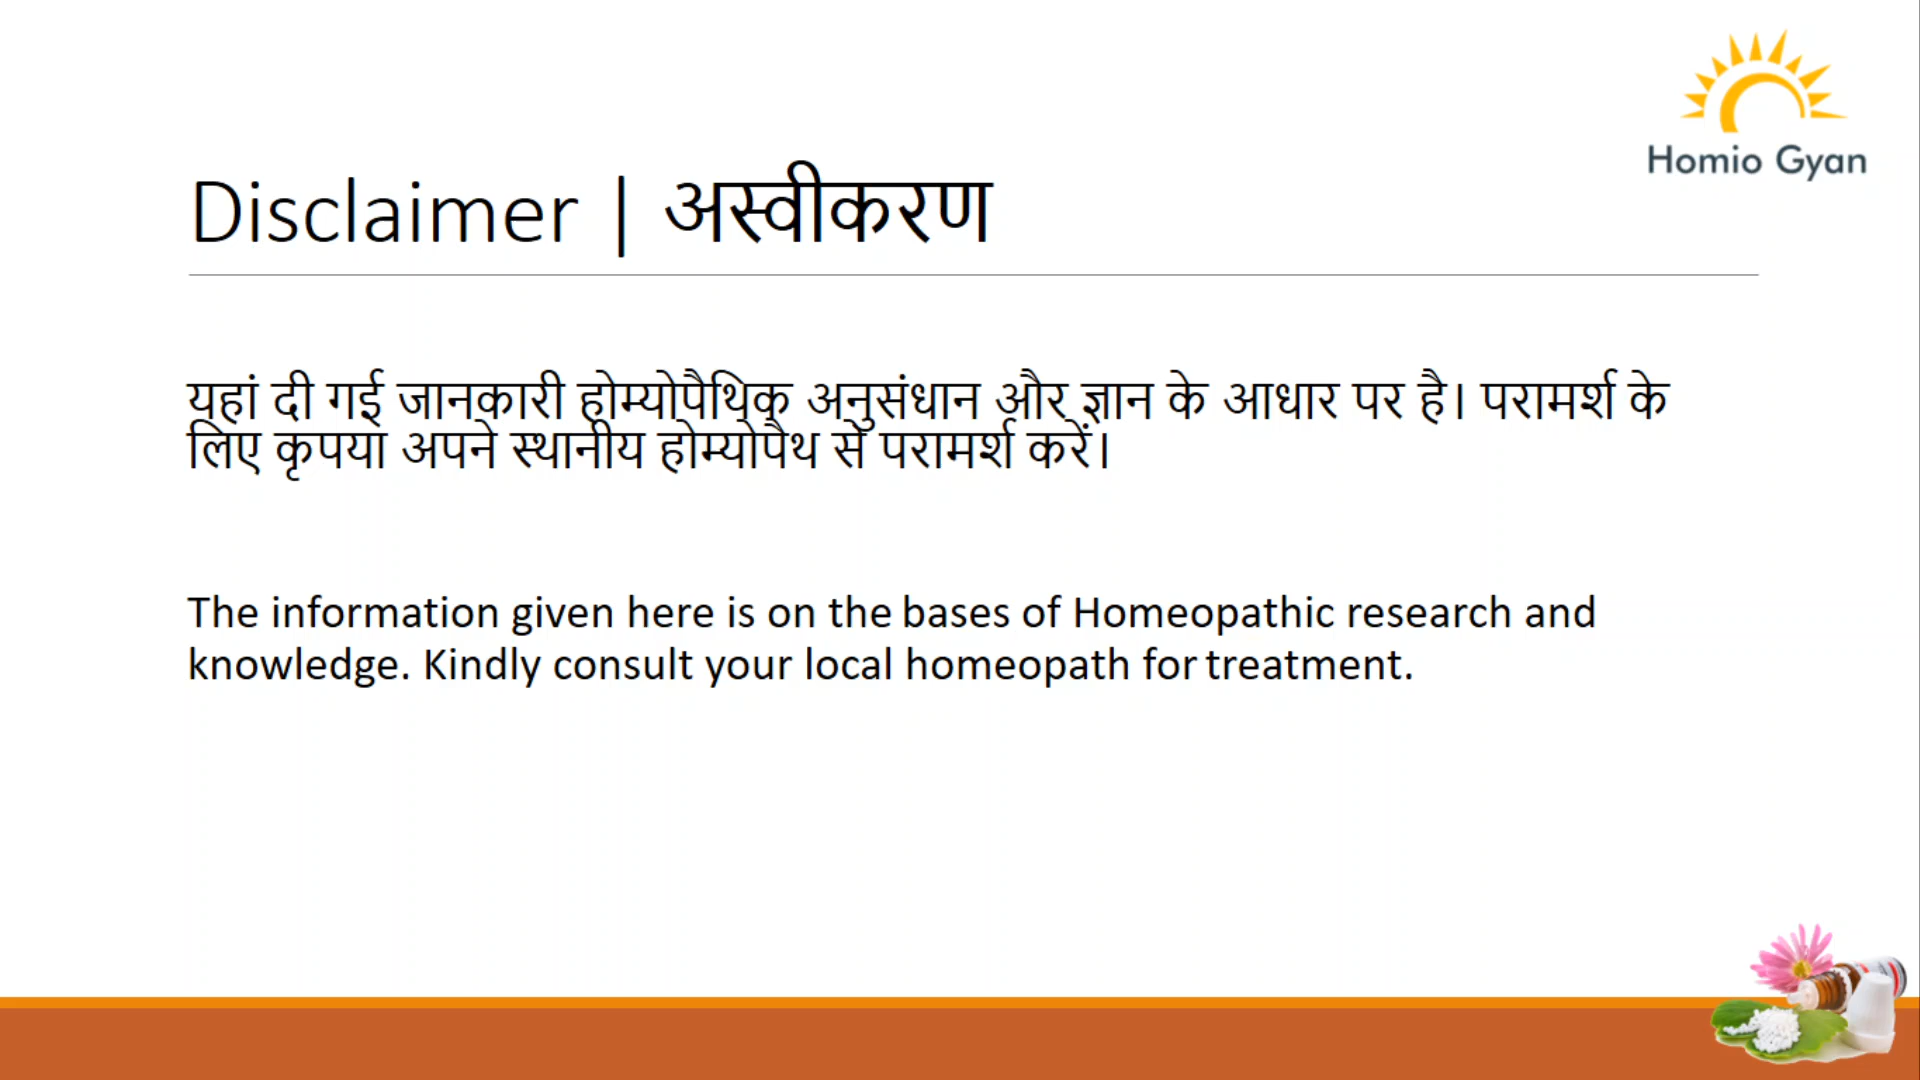 Homio Gyan
Disclaimer | अस्वीकरण
यहां दी गई जानकारी होम्योपैथिक अनुसंधान और ज्ञान के आधार पर है। परामर्श के
लिए कृपया अपने स्थानीय होम्योपैथ से परामर्श करें।
The information given here is on the bases of Homeopathic research and
knowledge. Kindly consult your local homeopath for treatment.